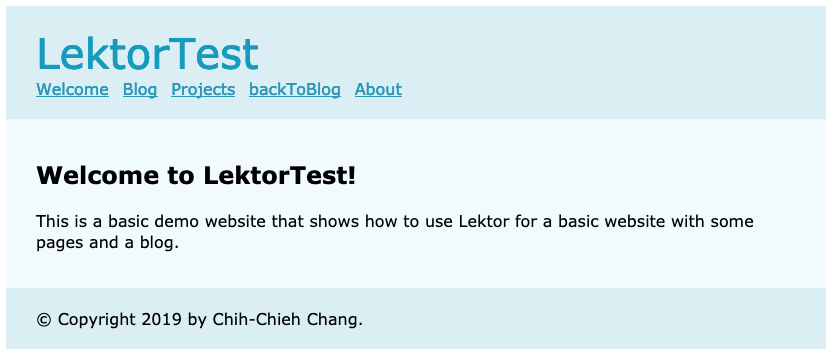 LektorTest
Welcome Blog Projects backToBlog About
Welcome to LektorTest!
This is a basic demo website that shows how to use Lektor for a basic website with some
pages and a blog.
© Copyright 2019 by Chih-Chieh Chang.